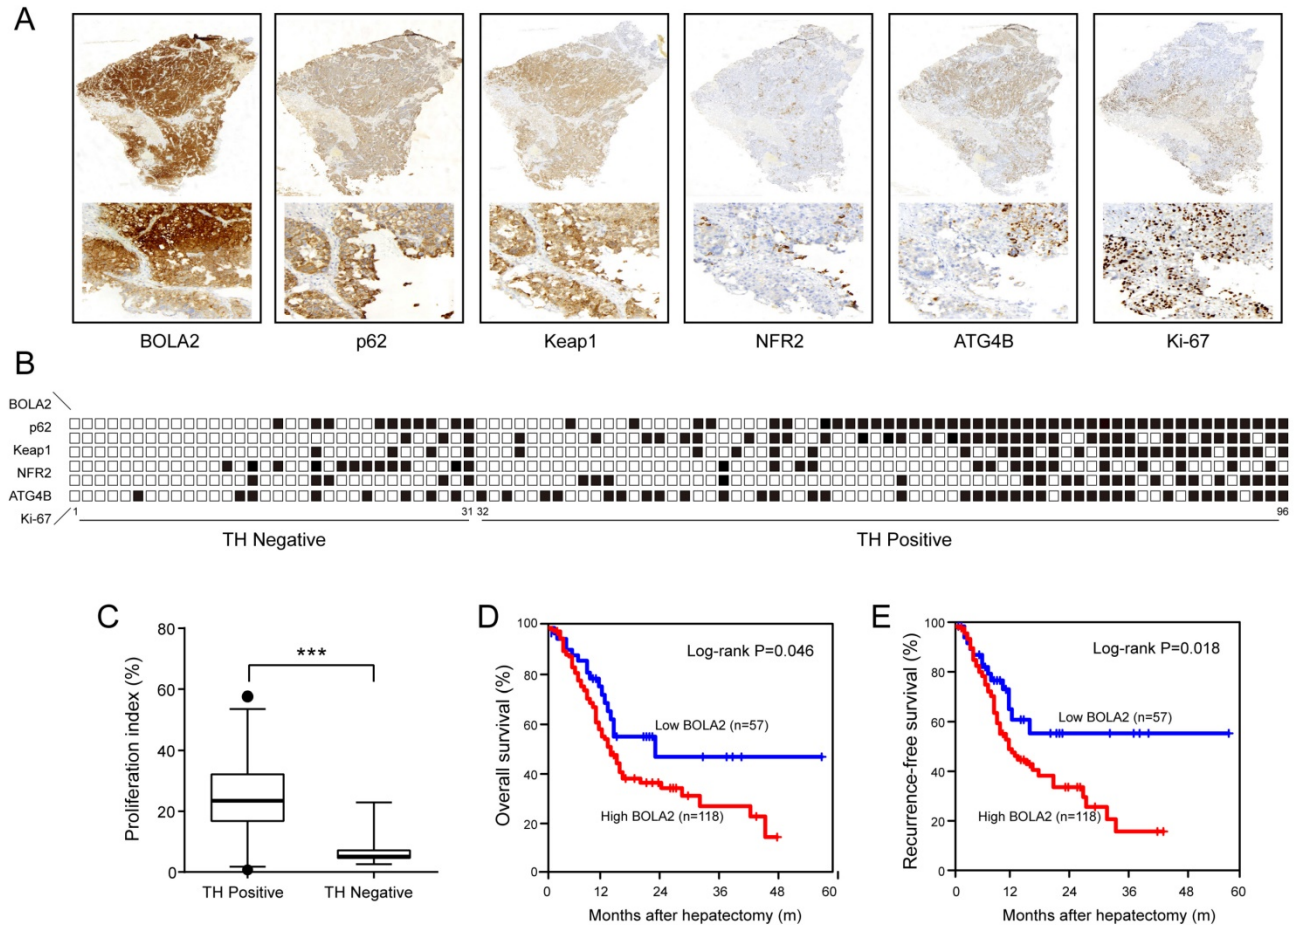 A
BOLA2 p62 Keap1 NFR2 ATG4B Ki-67
B
BOLA2
p62
Keap1
NFR2
ATG4B
Ki-67
1 31 32 96
TH Negative TH Positive
C
Proliferation index (%)
80
60
40
20
0
***
TH Positive TH Negative
D
Overall survival (%)
100
80
60
40
20
0
Log-rank P=0.046
Low BOLA2 (n=57)
High BOLA2 (n=118)
0 12 24 36 48 60
Months after hepatectomy (m)
E
Recurrence-free survival (%)
100
80
60
40
20
0
Log-rank P=0.018
Low BOLA2 (n=57)
High BOLA2 (n=118)
0 12 24 36 48 60
Months after hepatectomy (m)